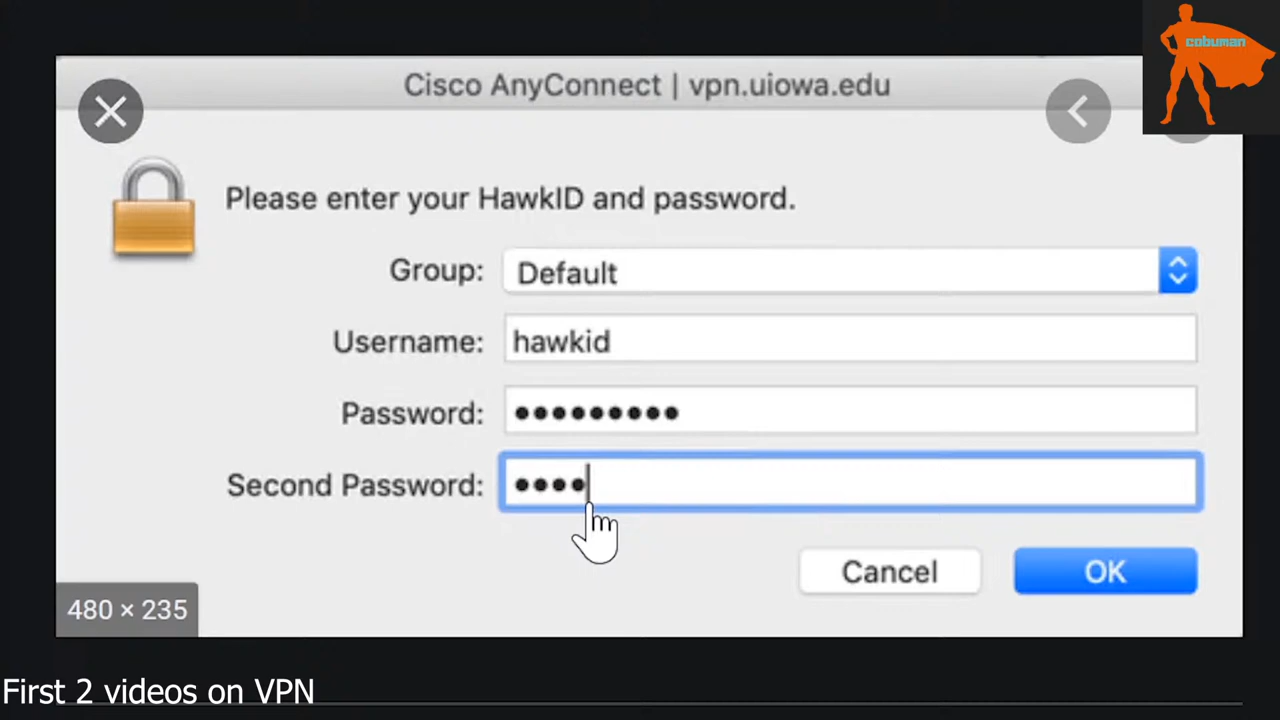 cobuman
Cisco AnyConnect | vpn.uiowa.edu
Please enter your HawkID and password.
Group: Default
Username: hawkid
Password: •••••••••
Second Password: ••••
Cancel OK
480 × 235
First 2 videos on VPN